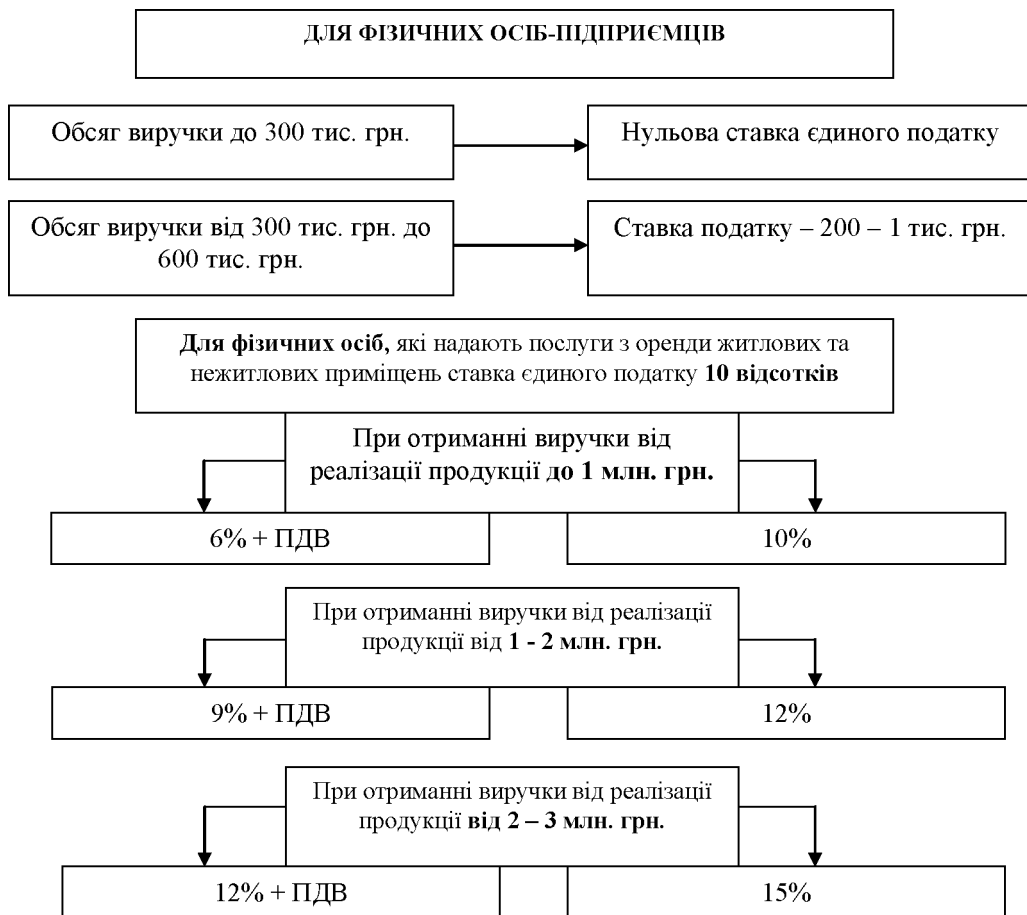 ДЛЯ ФІЗИЧНИХ ОСІБ-ПІДПРИЄМЦІВ
Обсяг виручки до 300 тис. грн.
Нульова ставка єдиного податку
Обсяг виручки від 300 тис. грн. до
600 тис. грн.
Ставка податку – 200 – 1 тис. грн.
Для фізичних осіб, які надають послуги з оренди житлових та
нежитлових приміщень ставка єдиного податку 10 відсотків
При отриманні виручки від
реалізації продукції до 1 млн. грн.
6% + ПДВ
10%
При отриманні виручки від реалізації
продукції від 1 - 2 млн. грн.
9% + ПДВ
12%
При отриманні виручки від реалізації
продукції від 2 – 3 млн. грн.
12% + ПДВ
15%